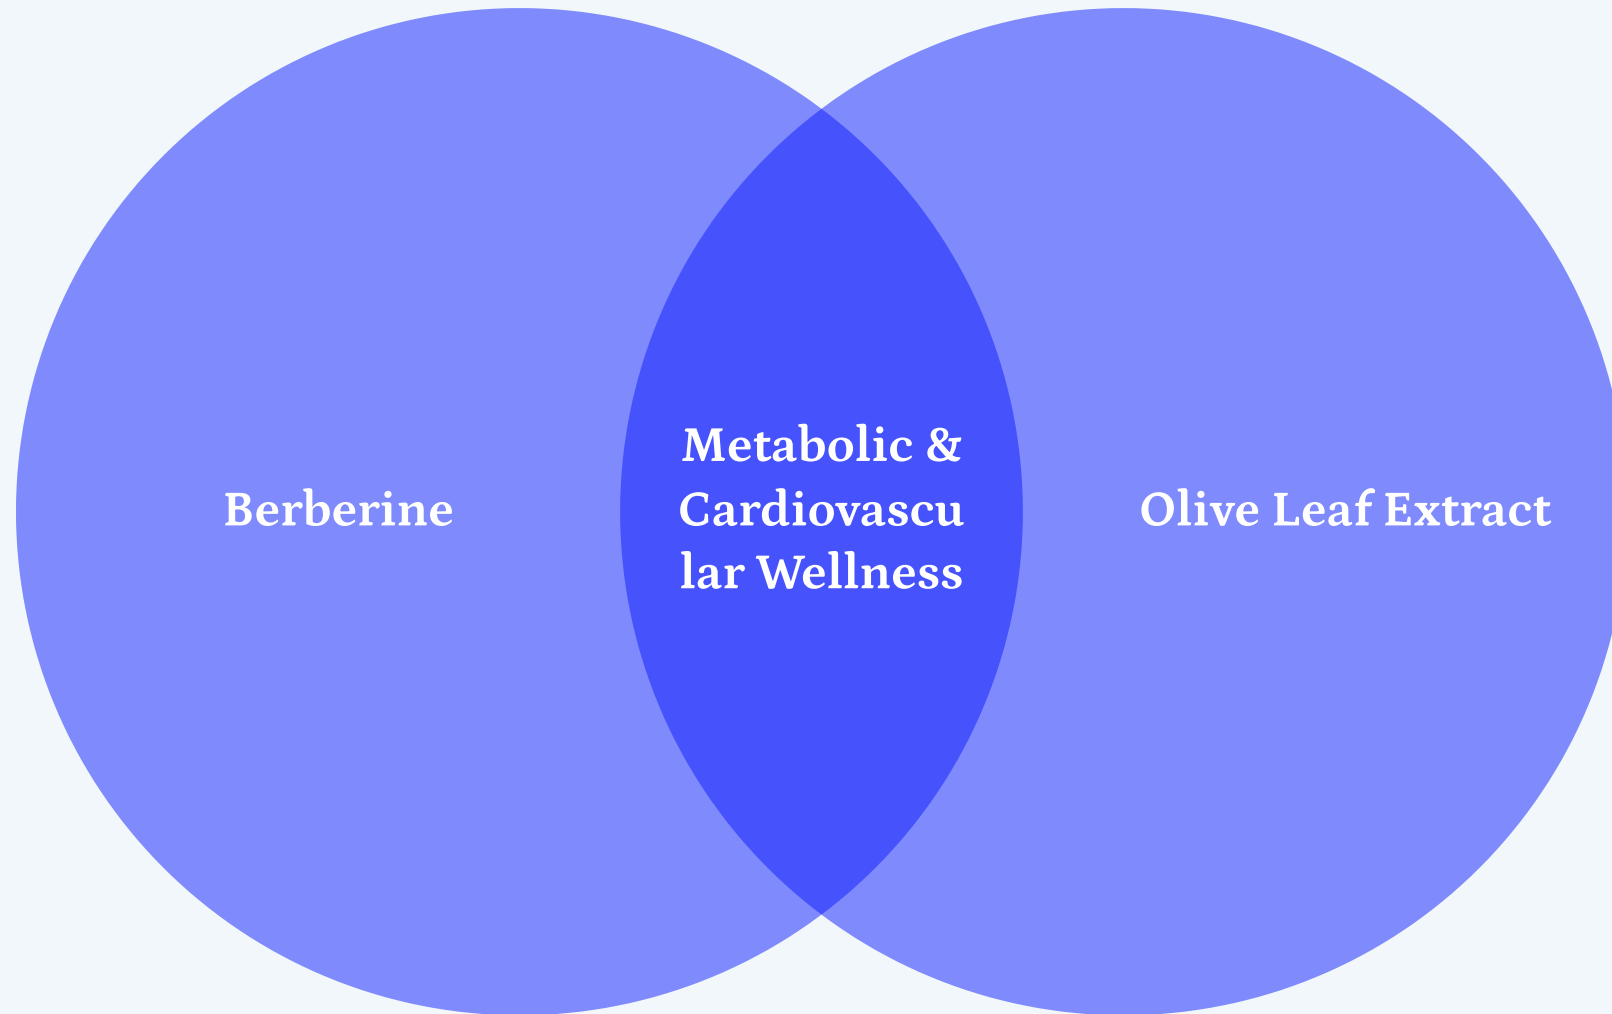 Berberine
Metabolic &
Cardiovascu
lar Wellness
Olive Leaf Extract